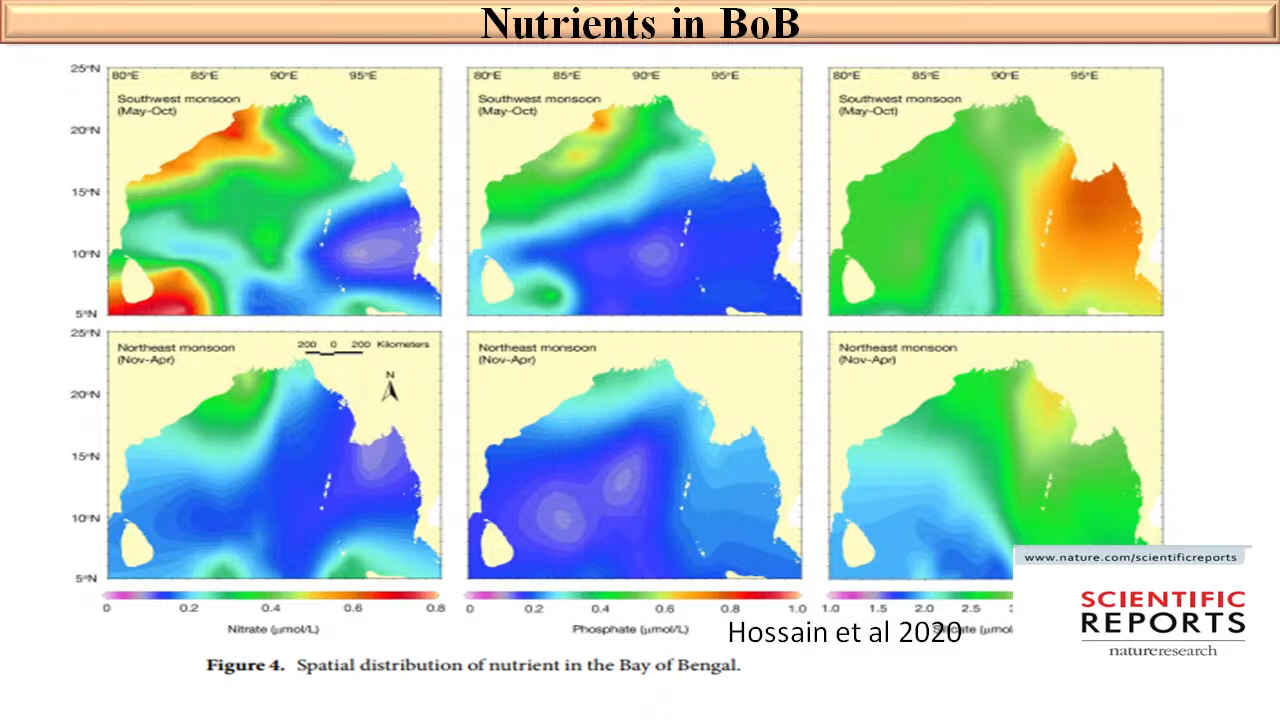 Nutrients in BoB
25°N 80°E 85°E 90°E 95°E 80°E 85°E 90°E 95°E 80°E 85°E 90°E 95°E
Southwest monsoon Southwest monsoon Southwest monsoon
(May-Oct) (May-Oct) (May-Oct)
20°N
15°N
10°N
5°N
25°N
Northeast monsoon 200 0 200 Kilometers Northeast monsoon Northeast monsoon
(Nov-Apr) (Nov-Apr) (Nov-Apr)
N
20°N
15°N
10°N
5°N
www.nature.com/scientificreports
0 0.2 0.4 0.6 0.8 0 0.2 0.4 0.6 0.8 1.0 1.0 1.5 2.0 2.5
Nitrate (µmol/L) Phosphate (µmol/L)
Hossain et al 2020
SCIENTIFIC
REPORTS
natureresearch
Figure 4. Spatial distribution of nutrient in the Bay of Bengal.